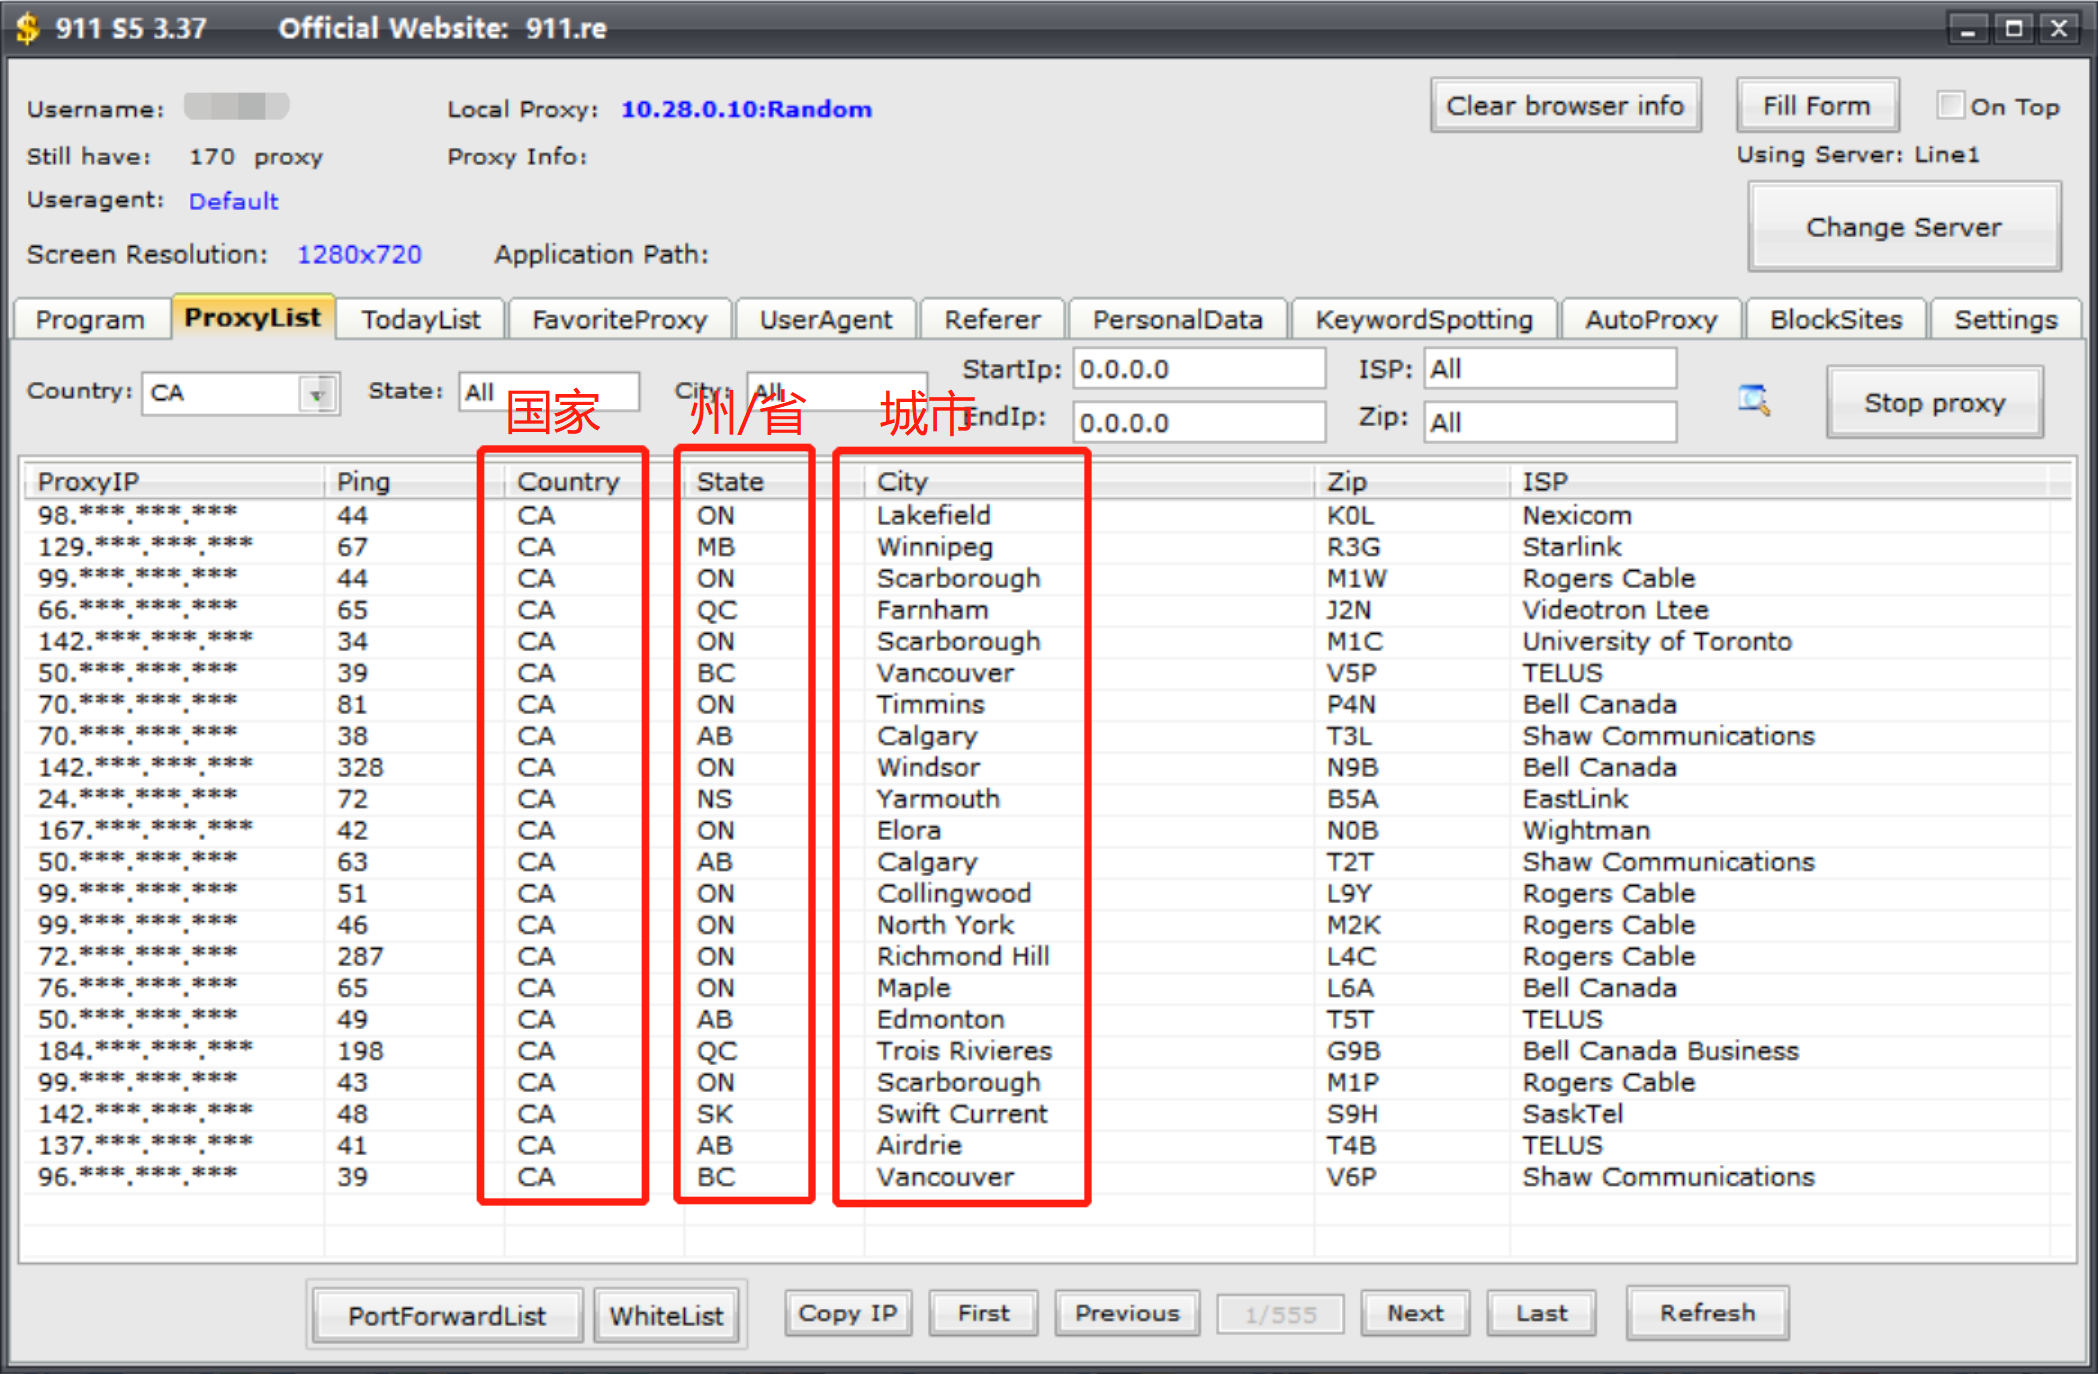 911 S5 3.37 Official Website: 911.re
Username: Local Proxy: 10.28.0.10:Random Clear browser info Fill Form On Top
Still have: 170 proxy Proxy Info: Using Server: Line1
Useragent: Default
Change Server
Screen Resolution: 1280x720 Application Path:
Program ProxyList TodayList FavoriteProxy UserAgent Referer PersonalData KeywordSpotting AutoProxy BlockSites Settings
Country: CA State: All City: All StartIp: 0.0.0.0 ISP: All
EndIp: 0.0.0.0 Zip: All Stop proxy
国家 州/省 城市
ProxyIP Ping Country State City Zip ISP
98.***.***.*** 44 CA ON Lakefield K0L Nexicom
129.***.***.*** 67 CA MB Winnipeg R3G Starlink
99.***.***.*** 44 CA ON Scarborough M1W Rogers Cable
66.***.***.*** 65 CA QC Farnham J2N Videotron Ltee
142.***.***.*** 34 CA ON Scarborough M1C University of Toronto
50.***.***.*** 39 CA BC Vancouver V5P TELUS
70.***.***.*** 81 CA ON Timmins P4N Bell Canada
70.***.***.*** 38 CA AB Calgary T3L Shaw Communications
142.***.***.*** 328 CA ON Windsor N9B Bell Canada
24.***.***.*** 72 CA NS Yarmouth B5A EastLink
167.***.***.*** 42 CA ON Elora N0B Wightman
50.***.***.*** 63 CA AB Calgary T2T Shaw Communications
99.***.***.*** 51 CA ON Collingwood L9Y Rogers Cable
99.***.***.*** 46 CA ON North York M2K Rogers Cable
72.***.***.*** 287 CA ON Richmond Hill L4C Rogers Cable
76.***.***.*** 65 CA ON Maple L6A Bell Canada
50.***.***.*** 49 CA AB Edmonton T5T TELUS
184.***.***.*** 198 CA QC Trois Rivieres G9B Bell Canada Business
99.***.***.*** 43 CA ON Scarborough M1P Rogers Cable
142.***.***.*** 48 CA SK Swift Current S9H SaskTel
137.***.***.*** 41 CA AB Airdrie T4B TELUS
96.***.***.*** 39 CA BC Vancouver V6P Shaw Communications
PortForwardList WhiteList Copy IP First Previous 1/555 Next Last Refresh